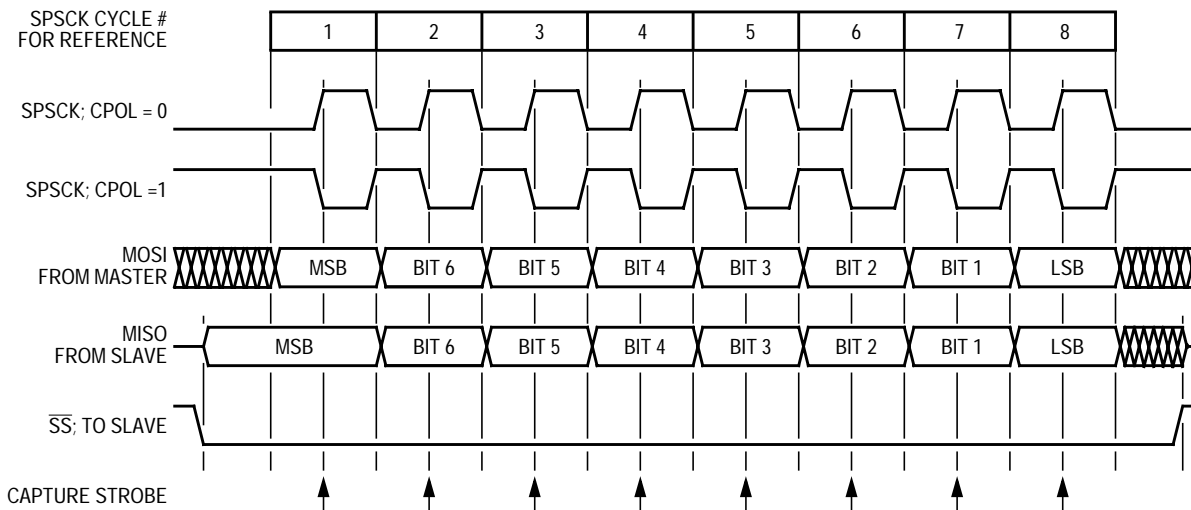 SPSCK CYCLE #
FOR REFERENCE
1 2 3 4 5 6 7 8
SPSCK; CPOL = 0
SPSCK; CPOL =1
MOSI
FROM MASTER
MSB BIT 6 BIT 5 BIT 4 BIT 3 BIT 2 BIT 1 LSB
MISO
FROM SLAVE
MSB BIT 6 BIT 5 BIT 4 BIT 3 BIT 2 BIT 1 LSB
S̅S̅; TO SLAVE
CAPTURE STROBE